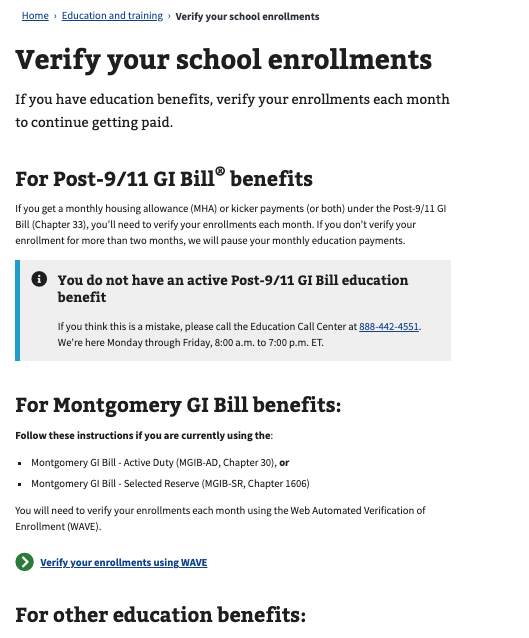 Home › Education and training › Verify your school enrollments
Verify your school enrollments
If you have education benefits, verify your enrollments each month
to continue getting paid.
For Post-9/11 GI Bill® benefits
If you get a monthly housing allowance (MHA) or kicker payments (or both) under the Post-9/11 GI
Bill (Chapter 33), you'll need to verify your enrollments each month. If you don't verify your
enrollment for more than two months, we will pause your monthly education payments.
You do not have an active Post-9/11 GI Bill education
benefit
If you think this is a mistake, please call the Education Call Center at 888-442-4551.
We're here Monday through Friday, 8:00 a.m. to 7:00 p.m. ET.
For Montgomery GI Bill benefits:
Follow these instructions if you are currently using the:
▪ Montgomery GI Bill - Active Duty (MGIB-AD, Chapter 30), or
▪ Montgomery GI Bill - Selected Reserve (MGIB-SR, Chapter 1606)
You will need to verify your enrollments each month using the Web Automated Verification of
Enrollment (WAVE).
Verify your enrollments using WAVE
For other education benefits: